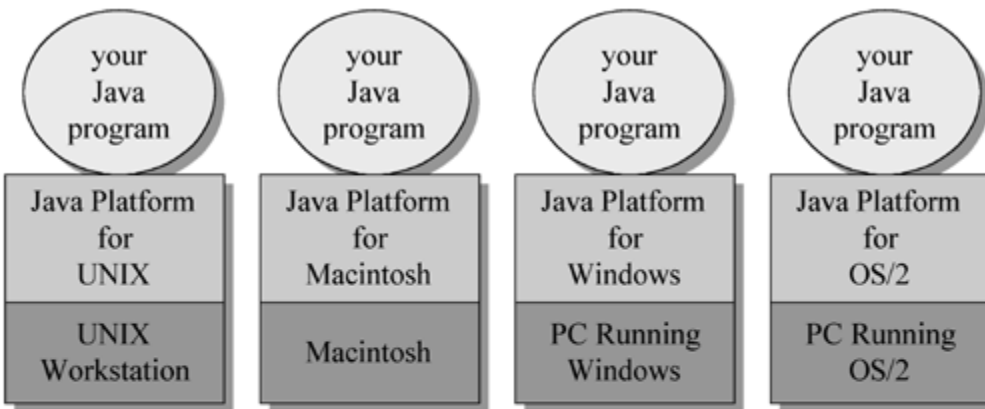 your
Java
program
Java Platform
for
UNIX
UNIX
Workstation
your
Java
program
Java Platform
for
Macintosh
Macintosh
your
Java
program
Java Platform
for
Windows
PC Running
Windows
your
Java
program
Java Platform
for
OS/2
PC Running
OS/2